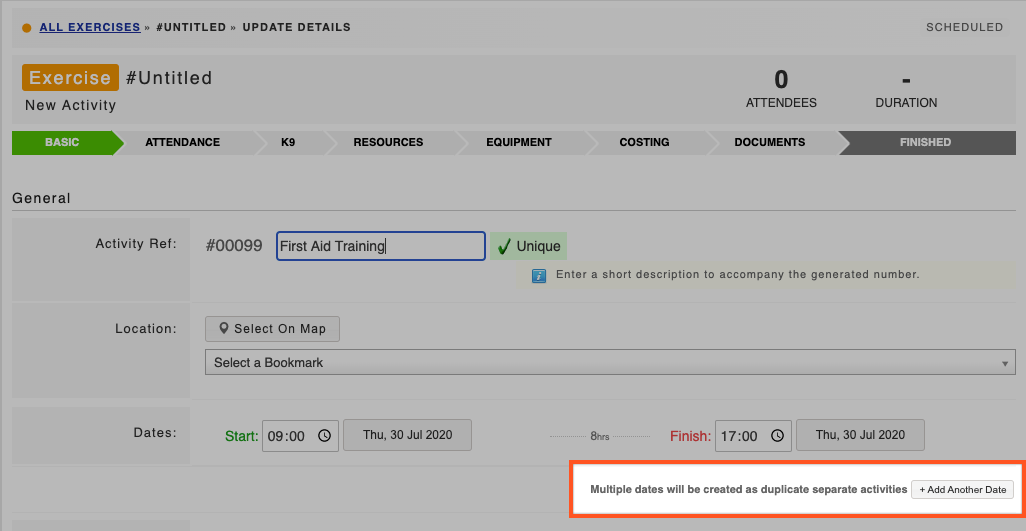 ALL EXERCISES » #UNTITLED » UPDATE DETAILS
SCHEDULED
Exercise #Untitled
New Activity
0
ATTENDEES
-
DURATION
BASIC ATTENDANCE K9 RESOURCES EQUIPMENT COSTING DOCUMENTS FINISHED
General
Activity Ref: #00099 First Aid Training Unique
Enter a short description to accompany the generated number.
Location: Select On Map
Select a Bookmark
Dates: Start: 09:00 Thu, 30 Jul 2020 8hrs Finish: 17:00 Thu, 30 Jul 2020
Multiple dates will be created as duplicate separate activities + Add Another Date